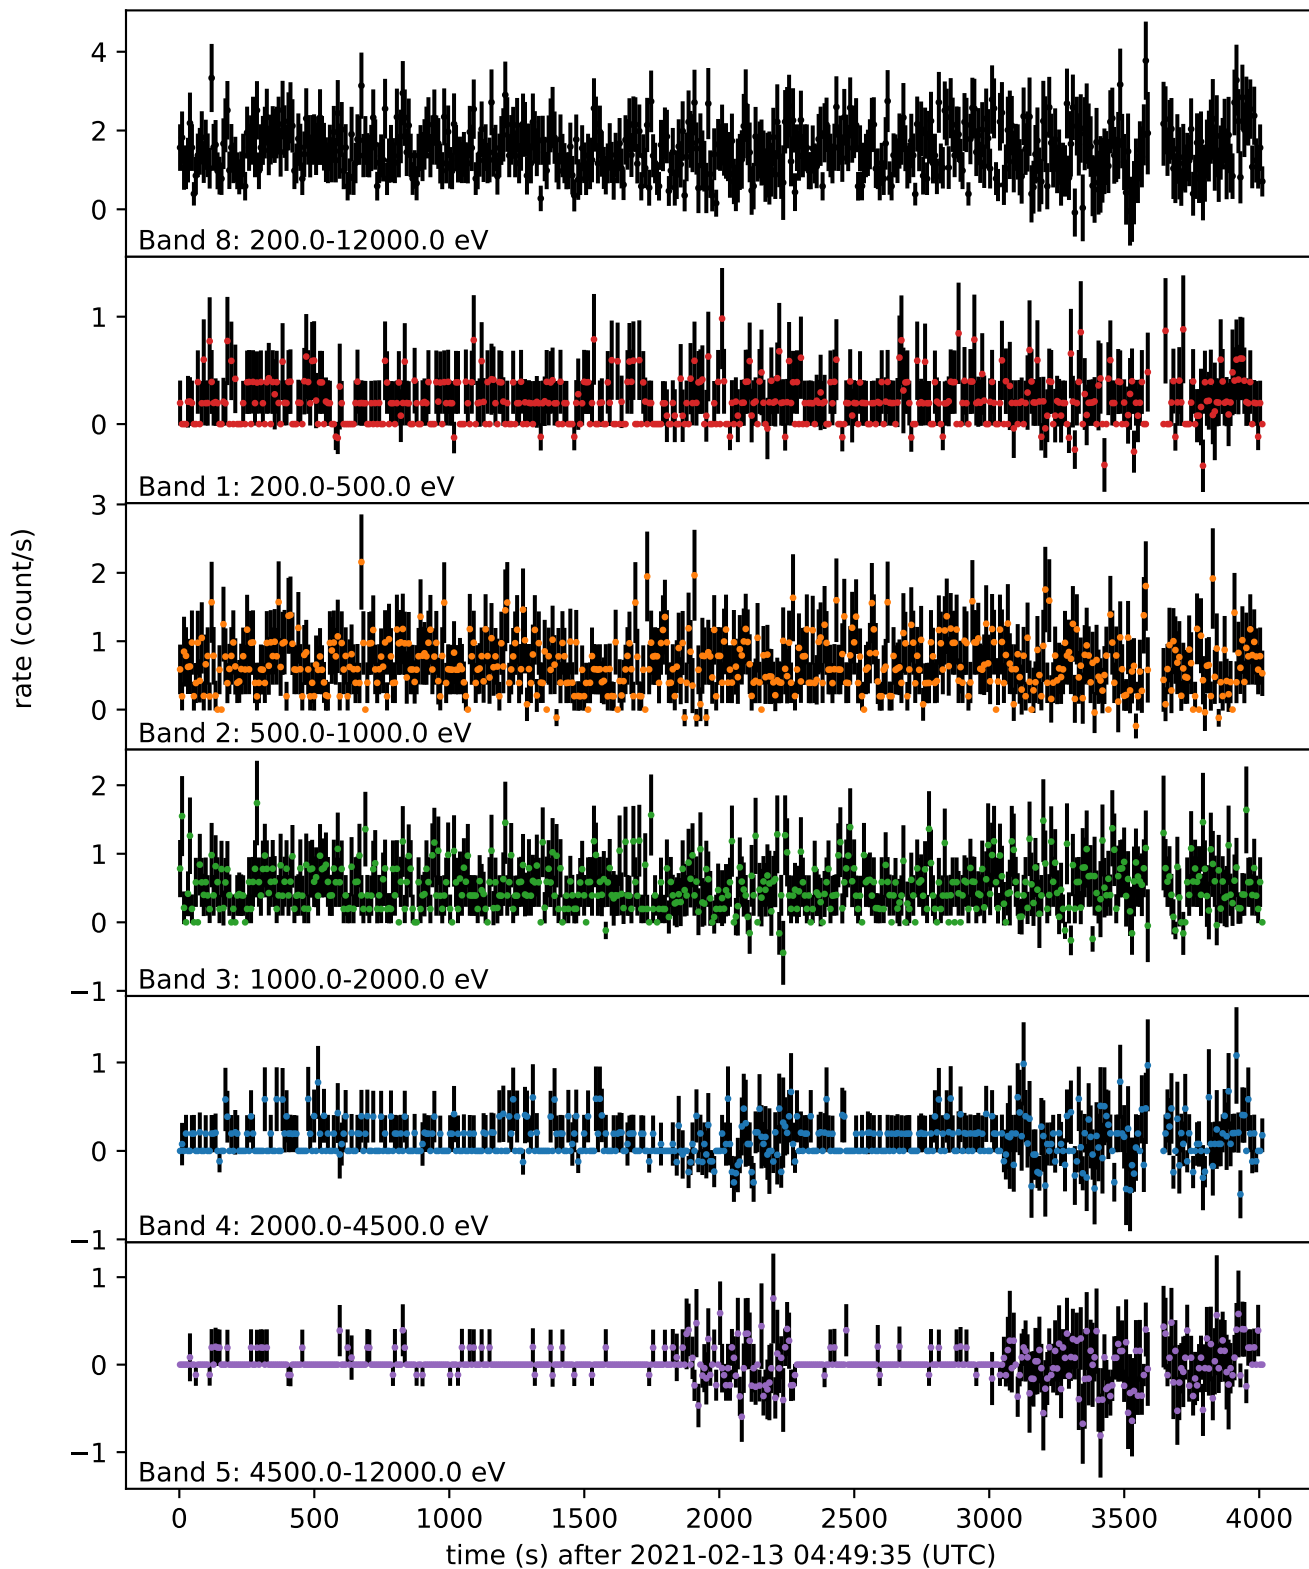 4
2
0
Band 8: 200.0-12000.0 eV
1
0
Band 1: 200.0-500.0 eV
3
2
1
0
Band 2: 500.0-1000.0 eV
2
1
0
−1
Band 3: 1000.0-2000.0 eV
1
0
−1
Band 4: 2000.0-4500.0 eV
1
0
−1
Band 5: 4500.0-12000.0 eV
rate (count/s)
0 500 1000 1500 2000 2500 3000 3500 4000
time (s) after 2021-02-13 04:49:35 (UTC)